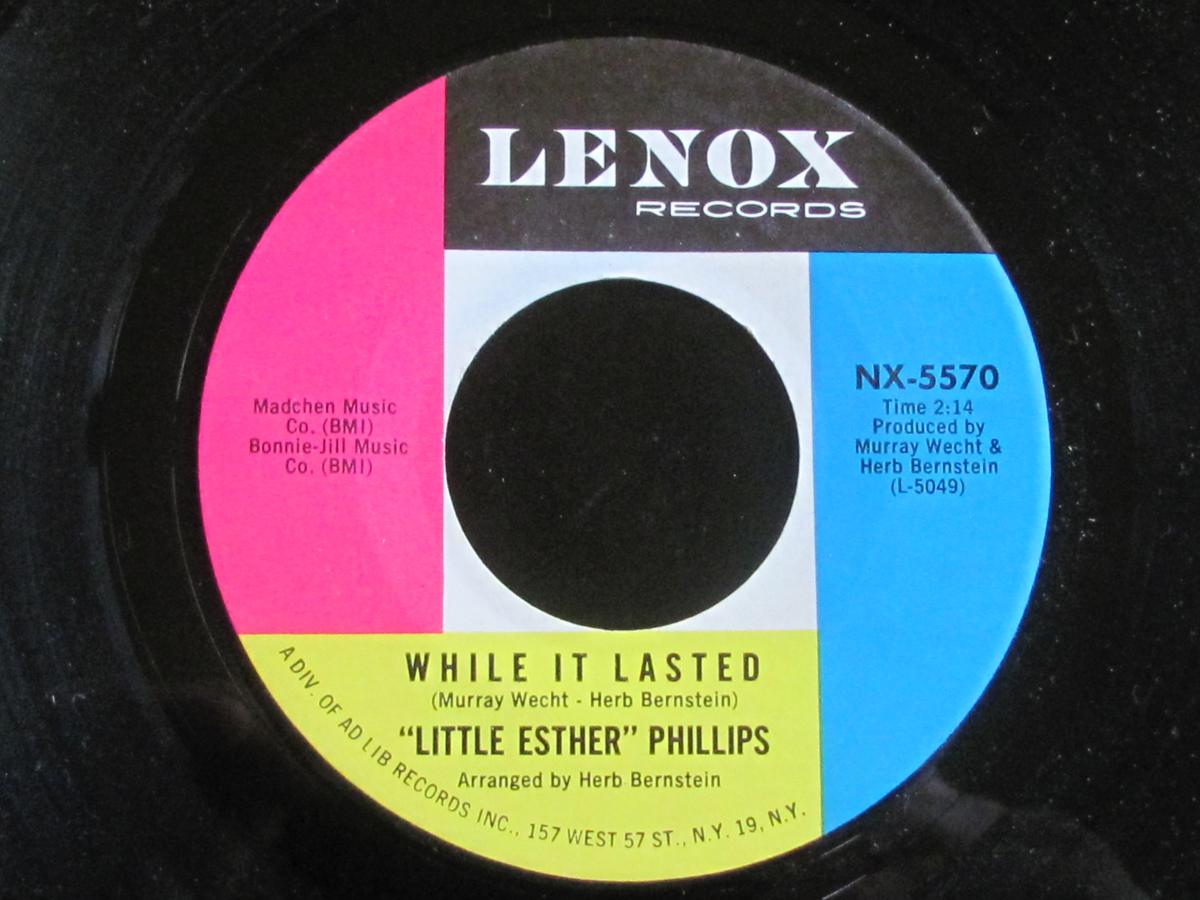 LENOX
RECORDS
Madchen Music
Co. (BMI)
Bonnie-Jill Music
Co. (BMI)
NX-5570
Time 2:14
Produced by
Murray Wecht &
Herb Bernstein
(L-5049)
WHILE IT LASTED
(Murray Wecht - Herb Bernstein)
“LITTLE ESTHER” PHILLIPS
Arranged by Herb Bernstein
A DIV. OF AD LIB RECORDS INC., 157 WEST 57 ST., N.Y. 19, N.Y.